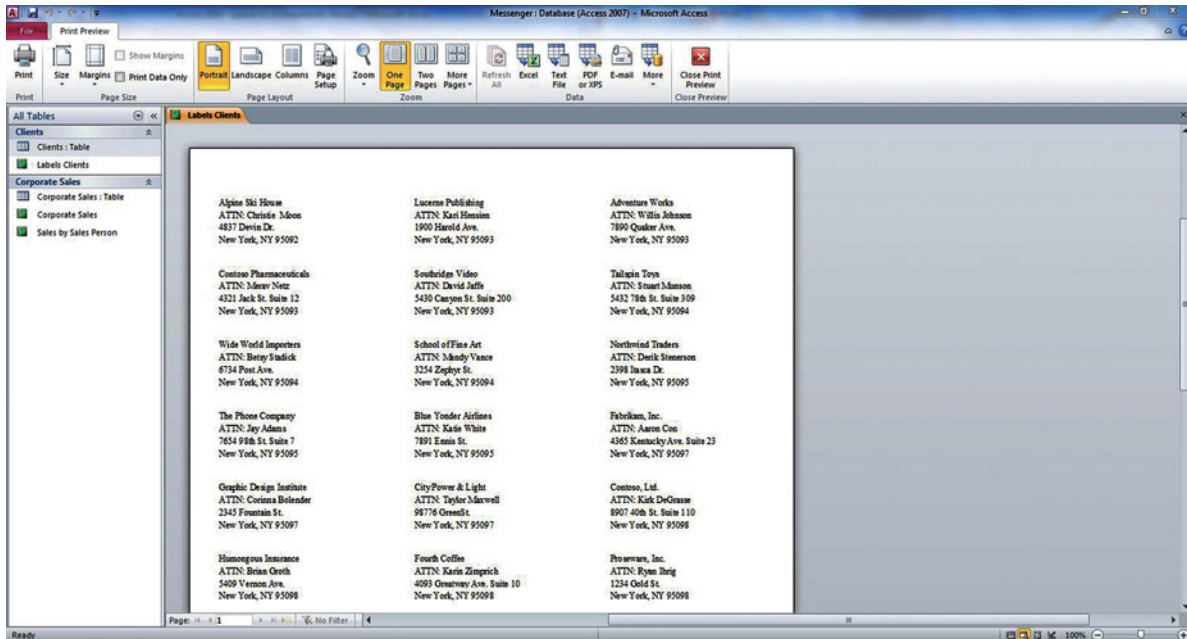 Messenger : Database (Access 2007) - Microsoft Access
File Print Preview
Show Margins
Print Data Only
Print Size Margins Portrait Landscape Columns Page Setup Zoom One Page Two Pages More Pages Refresh All Excel Text File PDF or XPS E-mail More Close Print Preview
Print Page Size Page Layout Zoom Data Close Preview
All Tables
Clients
Clients : Table
Labels Clients
Corporate Sales
Corporate Sales : Table
Corporate Sales
Sales by Sales Person
Labels Clients
Alpine Ski House
ATTN: Christie Moon
4837 Devin Dr.
New York, NY 95092
Lucerne Publishing
ATTN: Kari Hensien
1900 Harold Ave.
New York, NY 95093
Adventure Works
ATTN: Willis Johnson
7890 Quaker Ave.
New York, NY 95093
Contoso Pharmaceuticals
ATTN: Merav Netz
4321 Jack St. Suite 12
New York, NY 95093
Southridge Video
ATTN: David Jaffe
5430 Canyon St. Suite 200
New York, NY 95093
Tailspin Toys
ATTN: Stuart Munson
5432 78th St. Suite 309
New York, NY 95094
Wide World Importers
ATTN: Betsy Stadick
6734 Post Ave.
New York, NY 95094
School of Fine Art
ATTN: Mandy Vance
3254 Zephyr St.
New York, NY 95094
Northwind Traders
ATTN: Derik Stenerson
2398 Itasca Dr.
New York, NY 95095
The Phone Company
ATTN: Jay Adams
7654 98th St. Suite 7
New York, NY 95095
Blue Yonder Airlines
ATTN: Katie White
7891 Ennis St.
New York, NY 95095
Fabrikam, Inc.
ATTN: Aaron Con
4365 Kentucky Ave. Suite 23
New York, NY 95097
Graphic Design Institute
ATTN: Corinna Bolender
2345 Fountain St.
New York, NY 95097
City Power & Light
ATTN: Taylor Maxwell
98776 GreenSt.
New York, NY 95097
Contoso, Ltd.
ATTN: Kirk DeGrasse
8907 40th St. Suite 110
New York, NY 95098
Humongous Insurance
ATTN: Brian Groth
5409 Vernon Ave.
New York, NY 95098
Fourth Coffee
ATTN: Karin Zimprich
4093 Greatway Ave. Suite 10
New York, NY 95098
Proseware, Inc.
ATTN: Ryan Ihrig
1234 Gold St.
New York, NY 95098
Page: 1 No Filter
Ready 100%